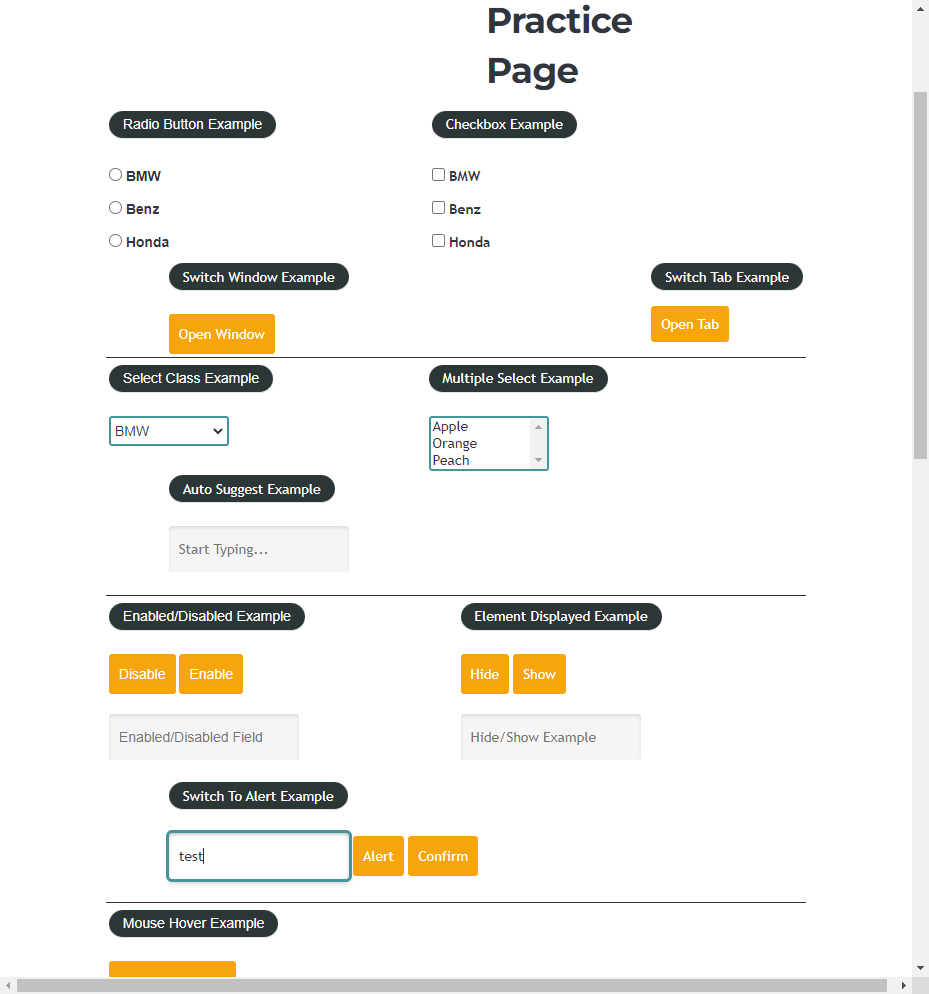 Practice
Page
Radio Button Example
Checkbox Example
BMW
BMW
Benz
Benz
Honda
Honda
Switch Window Example
Switch Tab Example
Open Window
Open Tab
Select Class Example
Multiple Select Example
BMW
Apple
Orange
Peach
Auto Suggest Example
Start Typing...
Enabled/Disabled Example
Element Displayed Example
Disable
Enable
Hide
Show
Enabled/Disabled Field
Hide/Show Example
Switch To Alert Example
test
Alert
Confirm
Mouse Hover Example